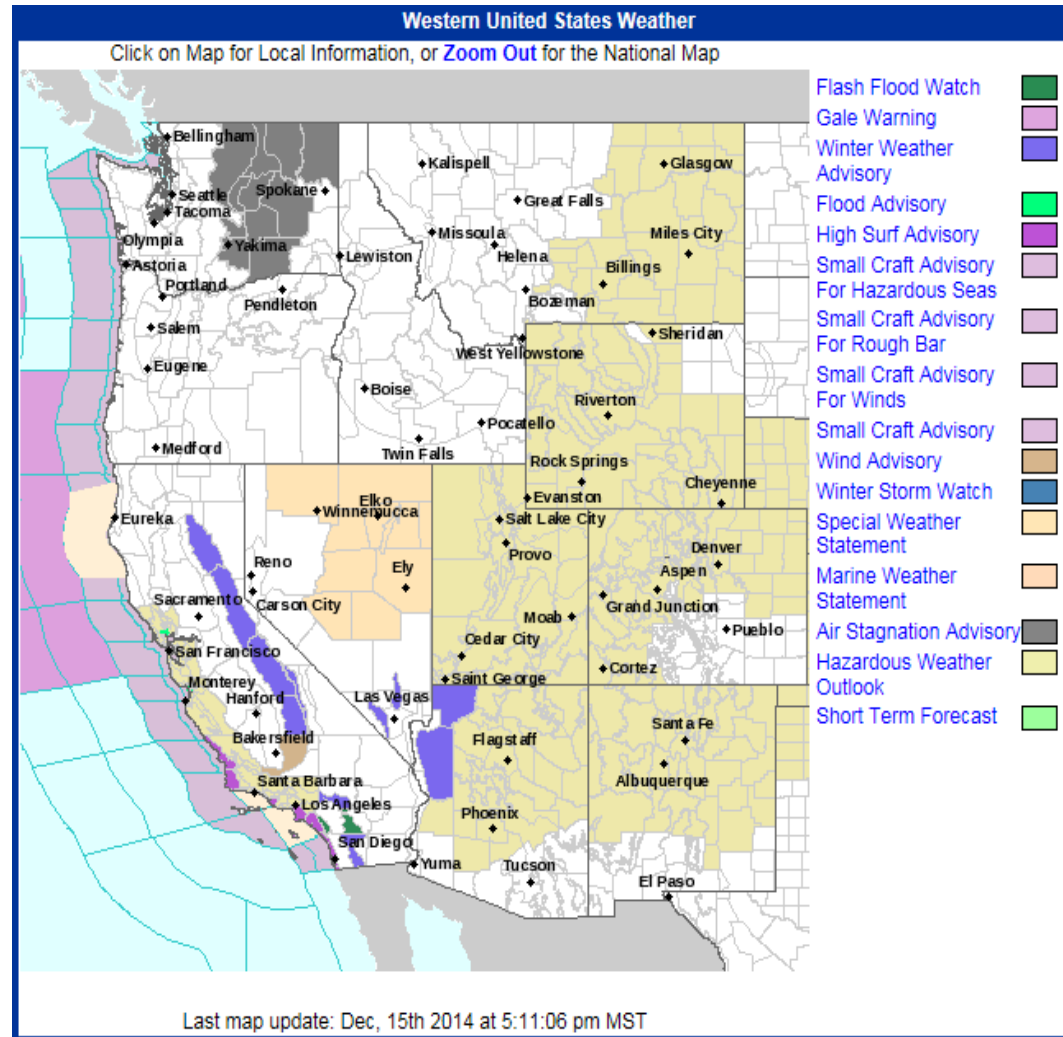 Western United States Weather
Click on Map for Local Information, or Zoom Out for the National Map
Bellingham
Seattle
Tacoma
Olympia
Spokane
Yakima
Astoria
Portland
Pendleton
Lewiston
Salem
Eugene
Medford
Kalispell
Great Falls
Missoula
Helena
Bozeman
Glasgow
Miles City
Billings
West Yellowstone
Sheridan
Boise
Pocatello
Twin Falls
Riverton
Rock Springs
Cheyenne
Evanston
Eureka
Elko
Winnemucca
Ely
Reno
Carson City
Sacramento
San Francisco
Monterey
Hanford
Bakersfield
Las Vegas
Santa Barbara
Los Angeles
San Diego
Salt Lake City
Provo
Moab
Cedar City
Saint George
Denver
Aspen
Grand Junction
Pueblo
Cortez
Flagstaff
Phoenix
Yuma
Tucson
Santa Fe
Albuquerque
El Paso
Flash Flood Watch
Gale Warning
Winter Weather
Advisory
Flood Advisory
High Surf Advisory
Small Craft Advisory
For Hazardous Seas
Small Craft Advisory
For Rough Bar
Small Craft Advisory
For Winds
Small Craft Advisory
Wind Advisory
Winter Storm Watch
Special Weather
Statement
Marine Weather
Statement
Air Stagnation Advisory
Hazardous Weather
Outlook
Short Term Forecast
Last map update: Dec, 15th 2014 at 5:11:06 pm MST